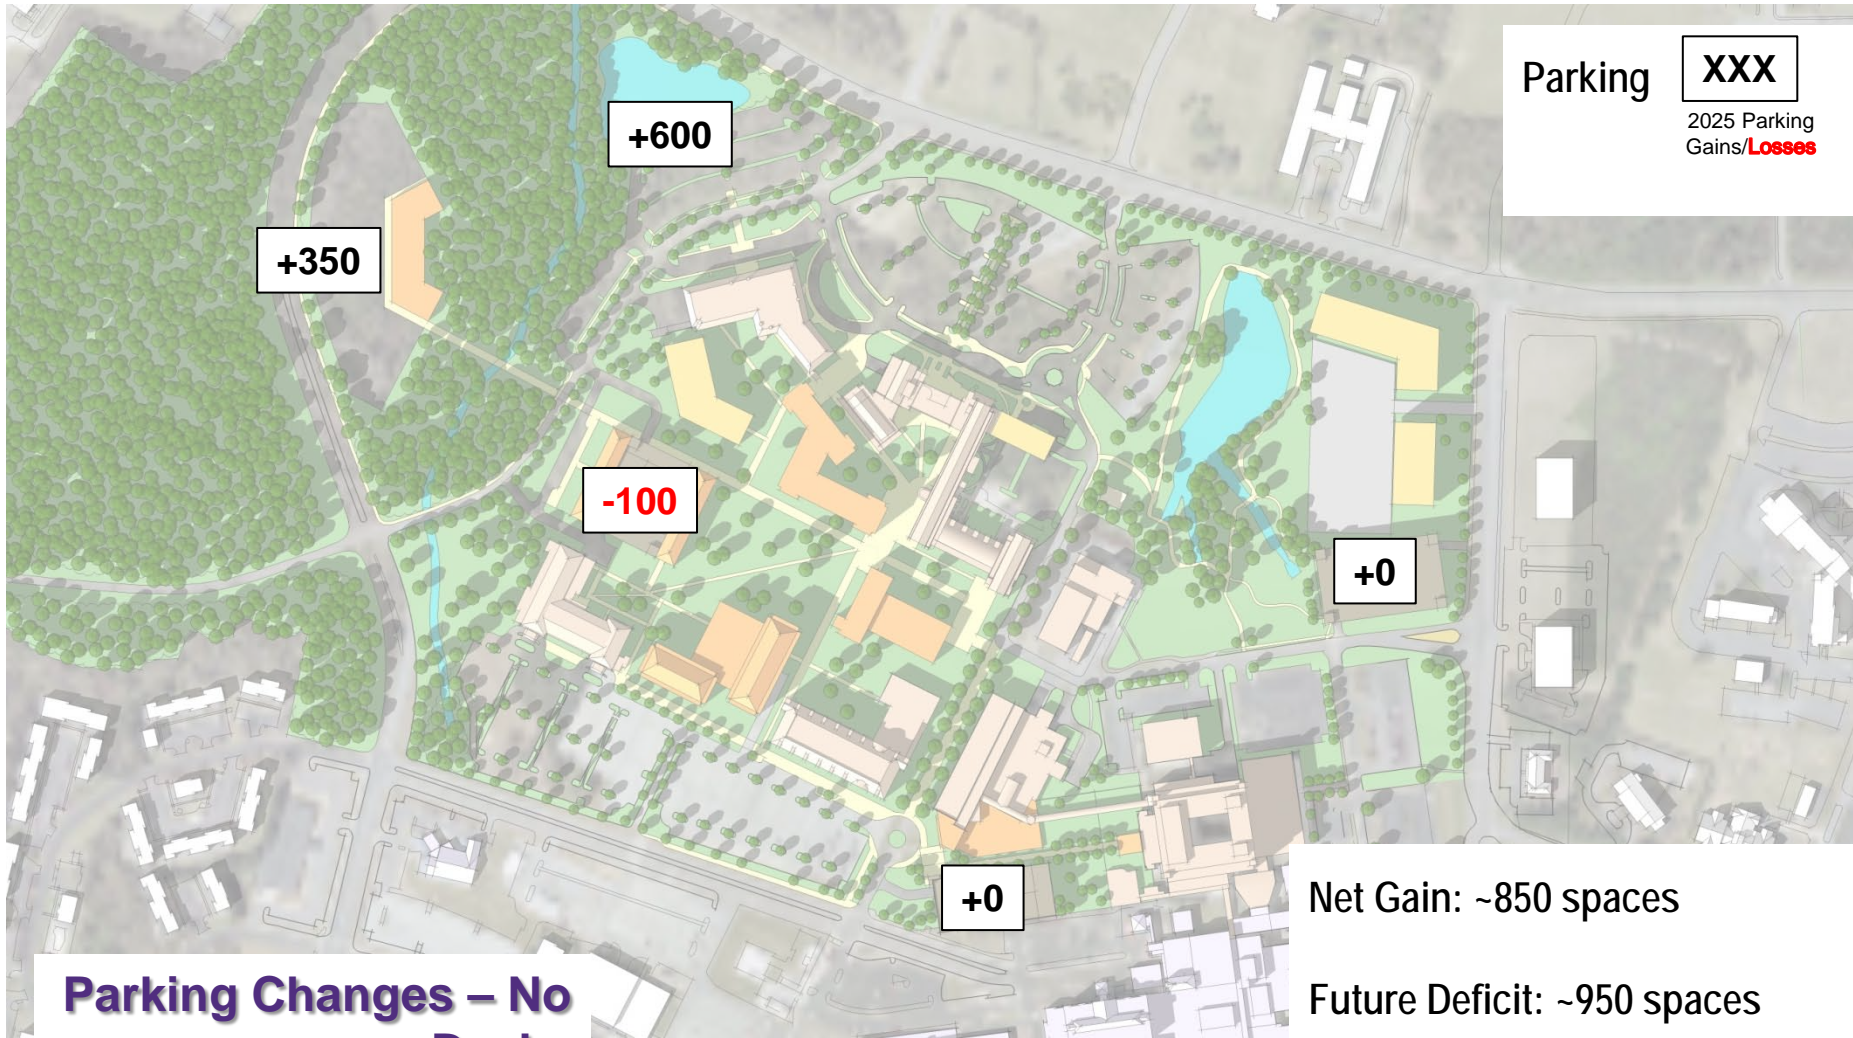 Parking
XXX
2025 Parking
Gains/Losses
+600
+350
-100
+0
+0
Net Gain: ~850 spaces
Future Deficit: ~950 spaces
Parking Changes – No